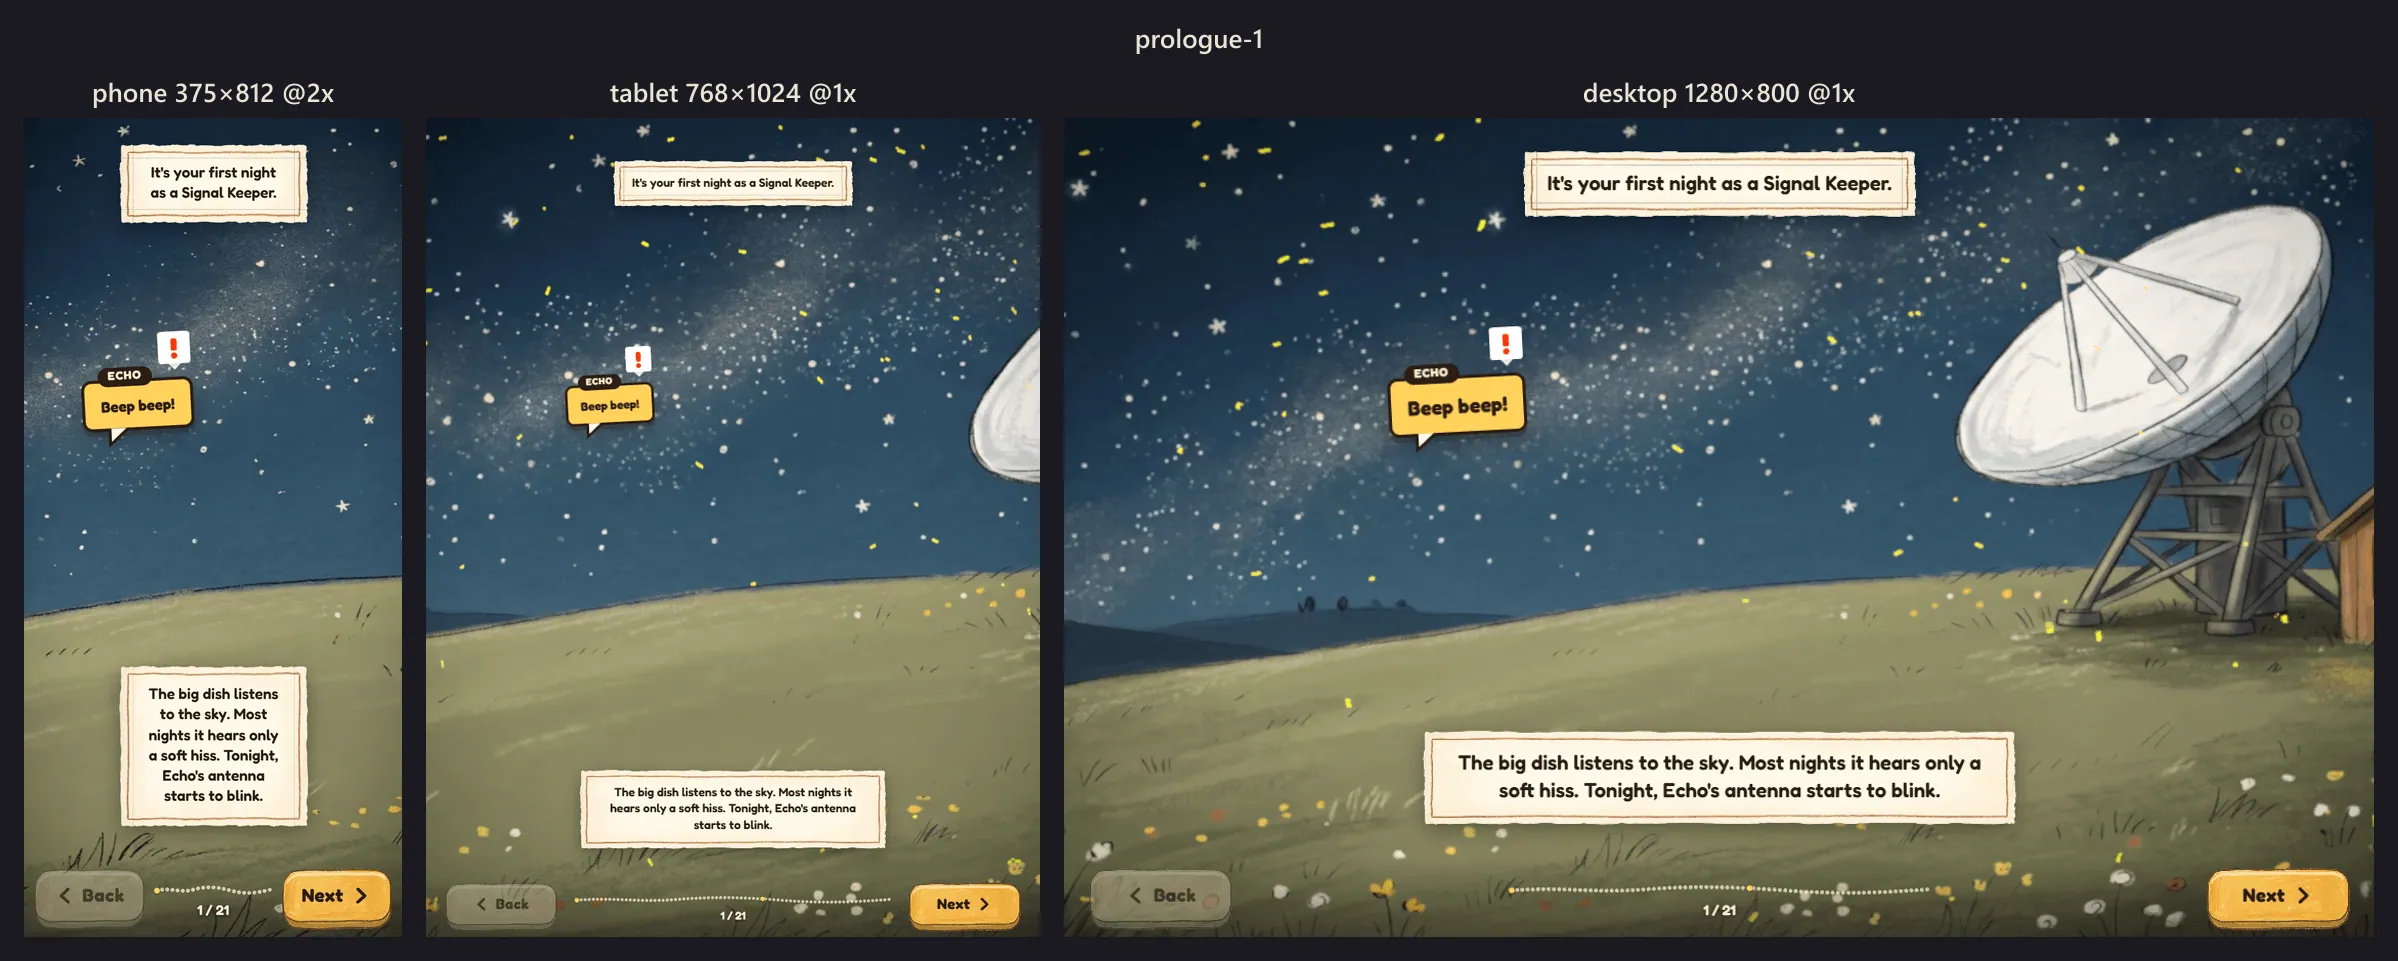 prologue-1
phone 375×812 @2x
It's your first night
as a Signal Keeper.
!
ECHO
Beep beep!
The big dish listens
to the sky. Most
nights it hears only
a soft hiss. Tonight,
Echo's antenna
starts to blink.
Back
1 / 21
Next
tablet 768×1024 @1x
It's your first night as a Signal Keeper.
!
ECHO
Beep beep!
The big dish listens to the sky. Most nights it
hears only a soft hiss. Tonight, Echo's antenna
starts to blink.
Back
1 / 21
Next
desktop 1280×800 @1x
It's your first night as a Signal Keeper.
!
ECHO
Beep beep!
The big dish listens to the sky. Most nights it hears only a
soft hiss. Tonight, Echo's antenna starts to blink.
Back
1 / 21
Next